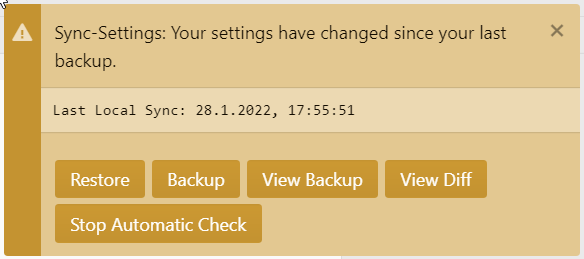 Sync-Settings: Your settings have changed since your last
backup.
Last Local Sync: 28.1.2022, 17:55:51
Restore Backup View Backup View Diff
Stop Automatic Check